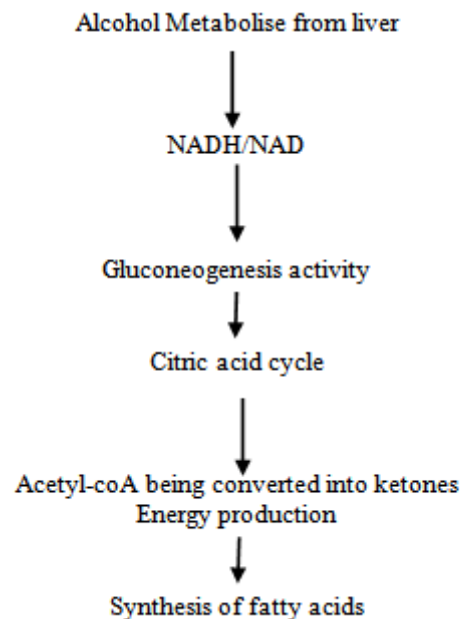 Alcohol Metabolise from liver
NADH/NAD
Gluconeogenesis activity
Citric acid cycle
Acetyl-coA being converted into ketones
Energy production
Synthesis of fatty acids